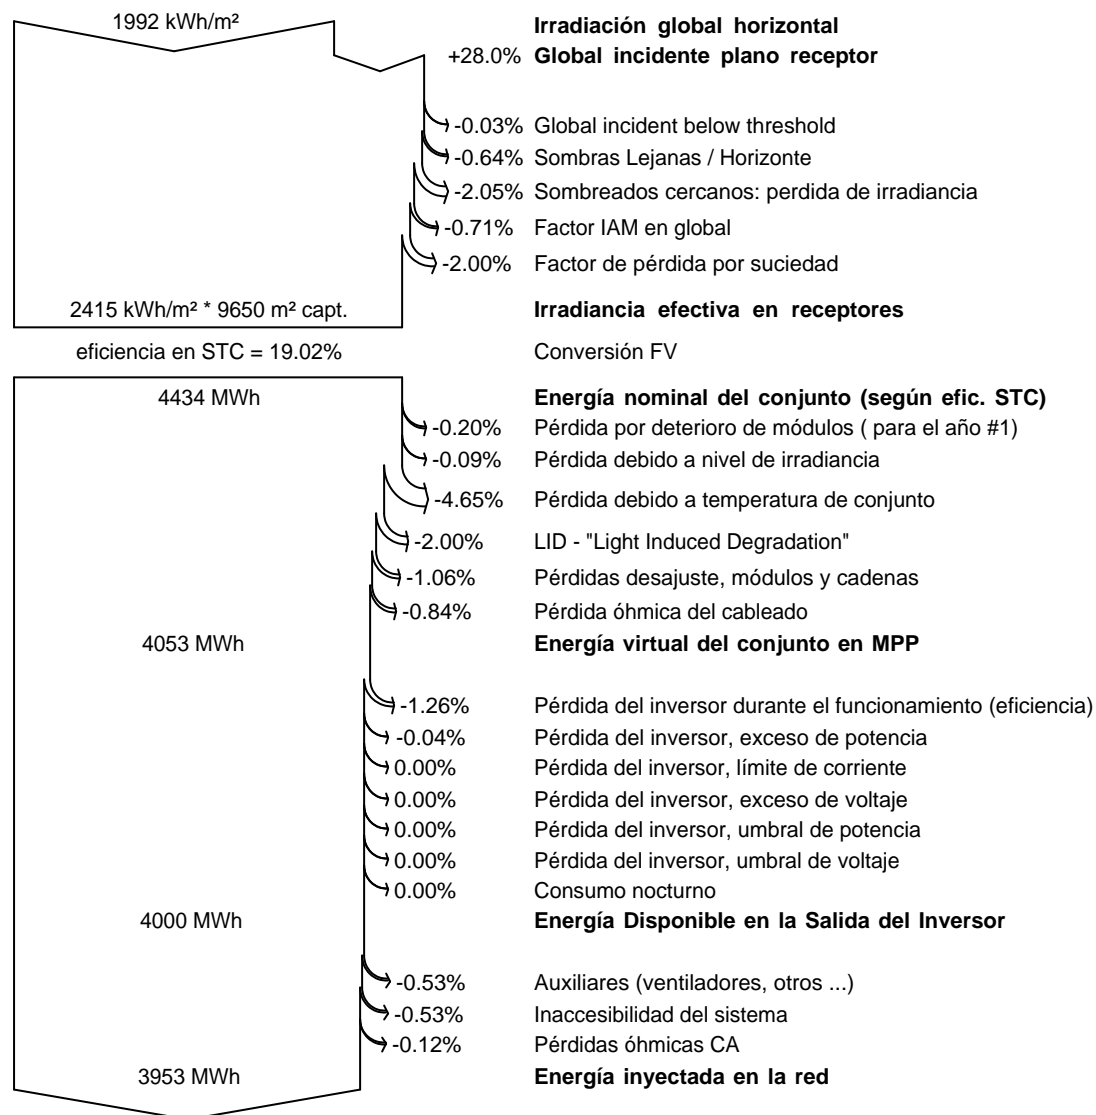 1992 kWh/m² Irradiación global horizontal
+28.0% Global incidente plano receptor
-0.03% Global incident below threshold
-0.64% Sombras Lejanas / Horizonte
-2.05% Sombreados cercanos: perdida de irradiancia
-0.71% Factor IAM en global
-2.00% Factor de pérdida por suciedad
2415 kWh/m² * 9650 m² capt. Irradiancia efectiva en receptores
eficiencia en STC = 19.02% Conversión FV
4434 MWh Energía nominal del conjunto (según efic. STC)
-0.20% Pérdida por deterioro de módulos ( para el año #1)
-0.09% Pérdida debido a nivel de irradiancia
-4.65% Pérdida debido a temperatura de conjunto
-2.00% LID - "Light Induced Degradation"
-1.06% Pérdidas desajuste, módulos y cadenas
-0.84% Pérdida óhmica del cableado
4053 MWh Energía virtual del conjunto en MPP
-1.26% Pérdida del inversor durante el funcionamiento (eficiencia)
-0.04% Pérdida del inversor, exceso de potencia
0.00% Pérdida del inversor, límite de corriente
0.00% Pérdida del inversor, exceso de voltaje
0.00% Pérdida del inversor, umbral de potencia
0.00% Pérdida del inversor, umbral de voltaje
0.00% Consumo nocturno
4000 MWh Energía Disponible en la Salida del Inversor
-0.53% Auxiliares (ventiladores, otros ...)
-0.53% Inaccesibilidad del sistema
-0.12% Pérdidas óhmicas CA
3953 MWh Energía inyectada en la red